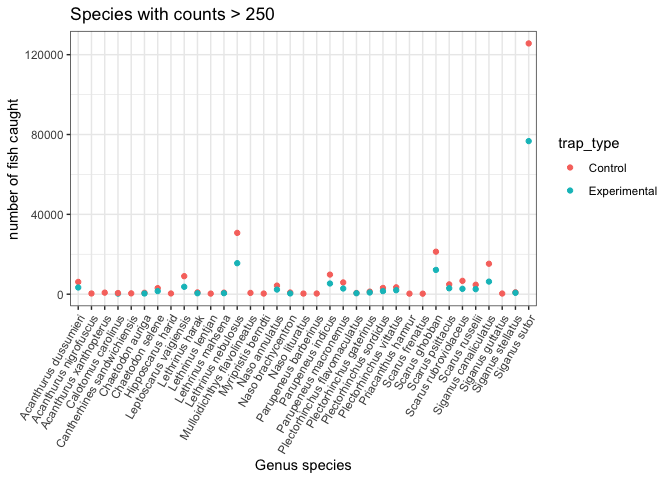 Species with counts > 250
number of fish caught
120000
80000
40000
0
trap_type
Control
Experimental
Acanthurus dussumieri
Acanthurus nigrofuscus
Acanthurus xanthopterus
Calotomus carolinus
Cantherhines sandwichiensis
Chaetodon auriga
Chaetodon selene
Hipposcarus harid
Leptoscarus vaigiensis
Lethrinus harak
Lethrinus lentjan
Lethrinus mahsena
Lethrinus nebulosus
Mulloidichthys flavolineatus
Myripristis berndti
Naso annulatus
Naso brachycentron
Naso lituratus
Parupeneus barberinus
Parupeneus indicus
Parupeneus macronemus
Plectorhinchus flavomaculatus
Plectorhinchus gaterinus
Plectorhinchus sordidus
Plectorhinchus vittatus
Priacanthus hamrur
Scarus frenatus
Scarus ghobban
Scarus psittacus
Scarus rubroviolaceus
Scarus russelii
Siganus canaliculatus
Siganus guttatus
Siganus stellatus
Siganus sutor
Genus species